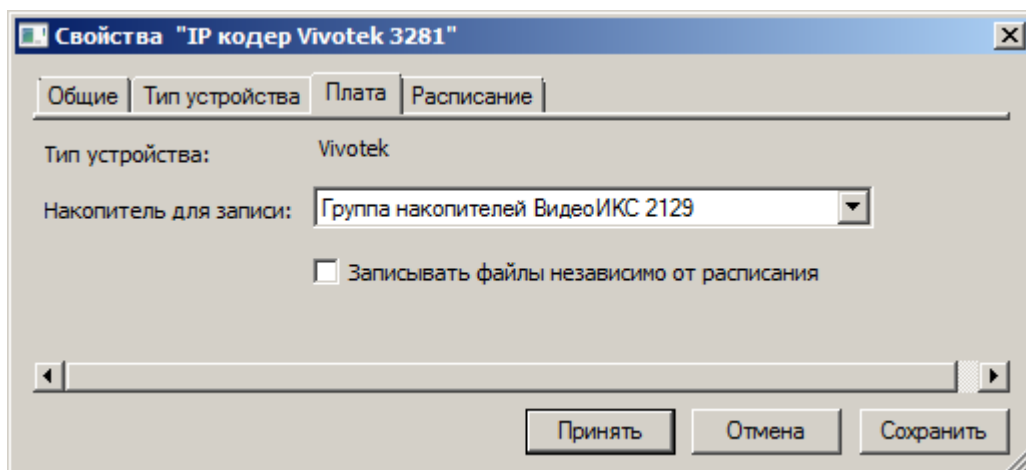 Свойства "IP кодер Vivotek 3281"
Общие Тип устройства Плата Расписание
Тип устройства: Vivotek
Накопитель для записи: Группа накопителей ВидеоИКС 2129
Записывать файлы независимо от расписания
Принять Отмена Сохранить